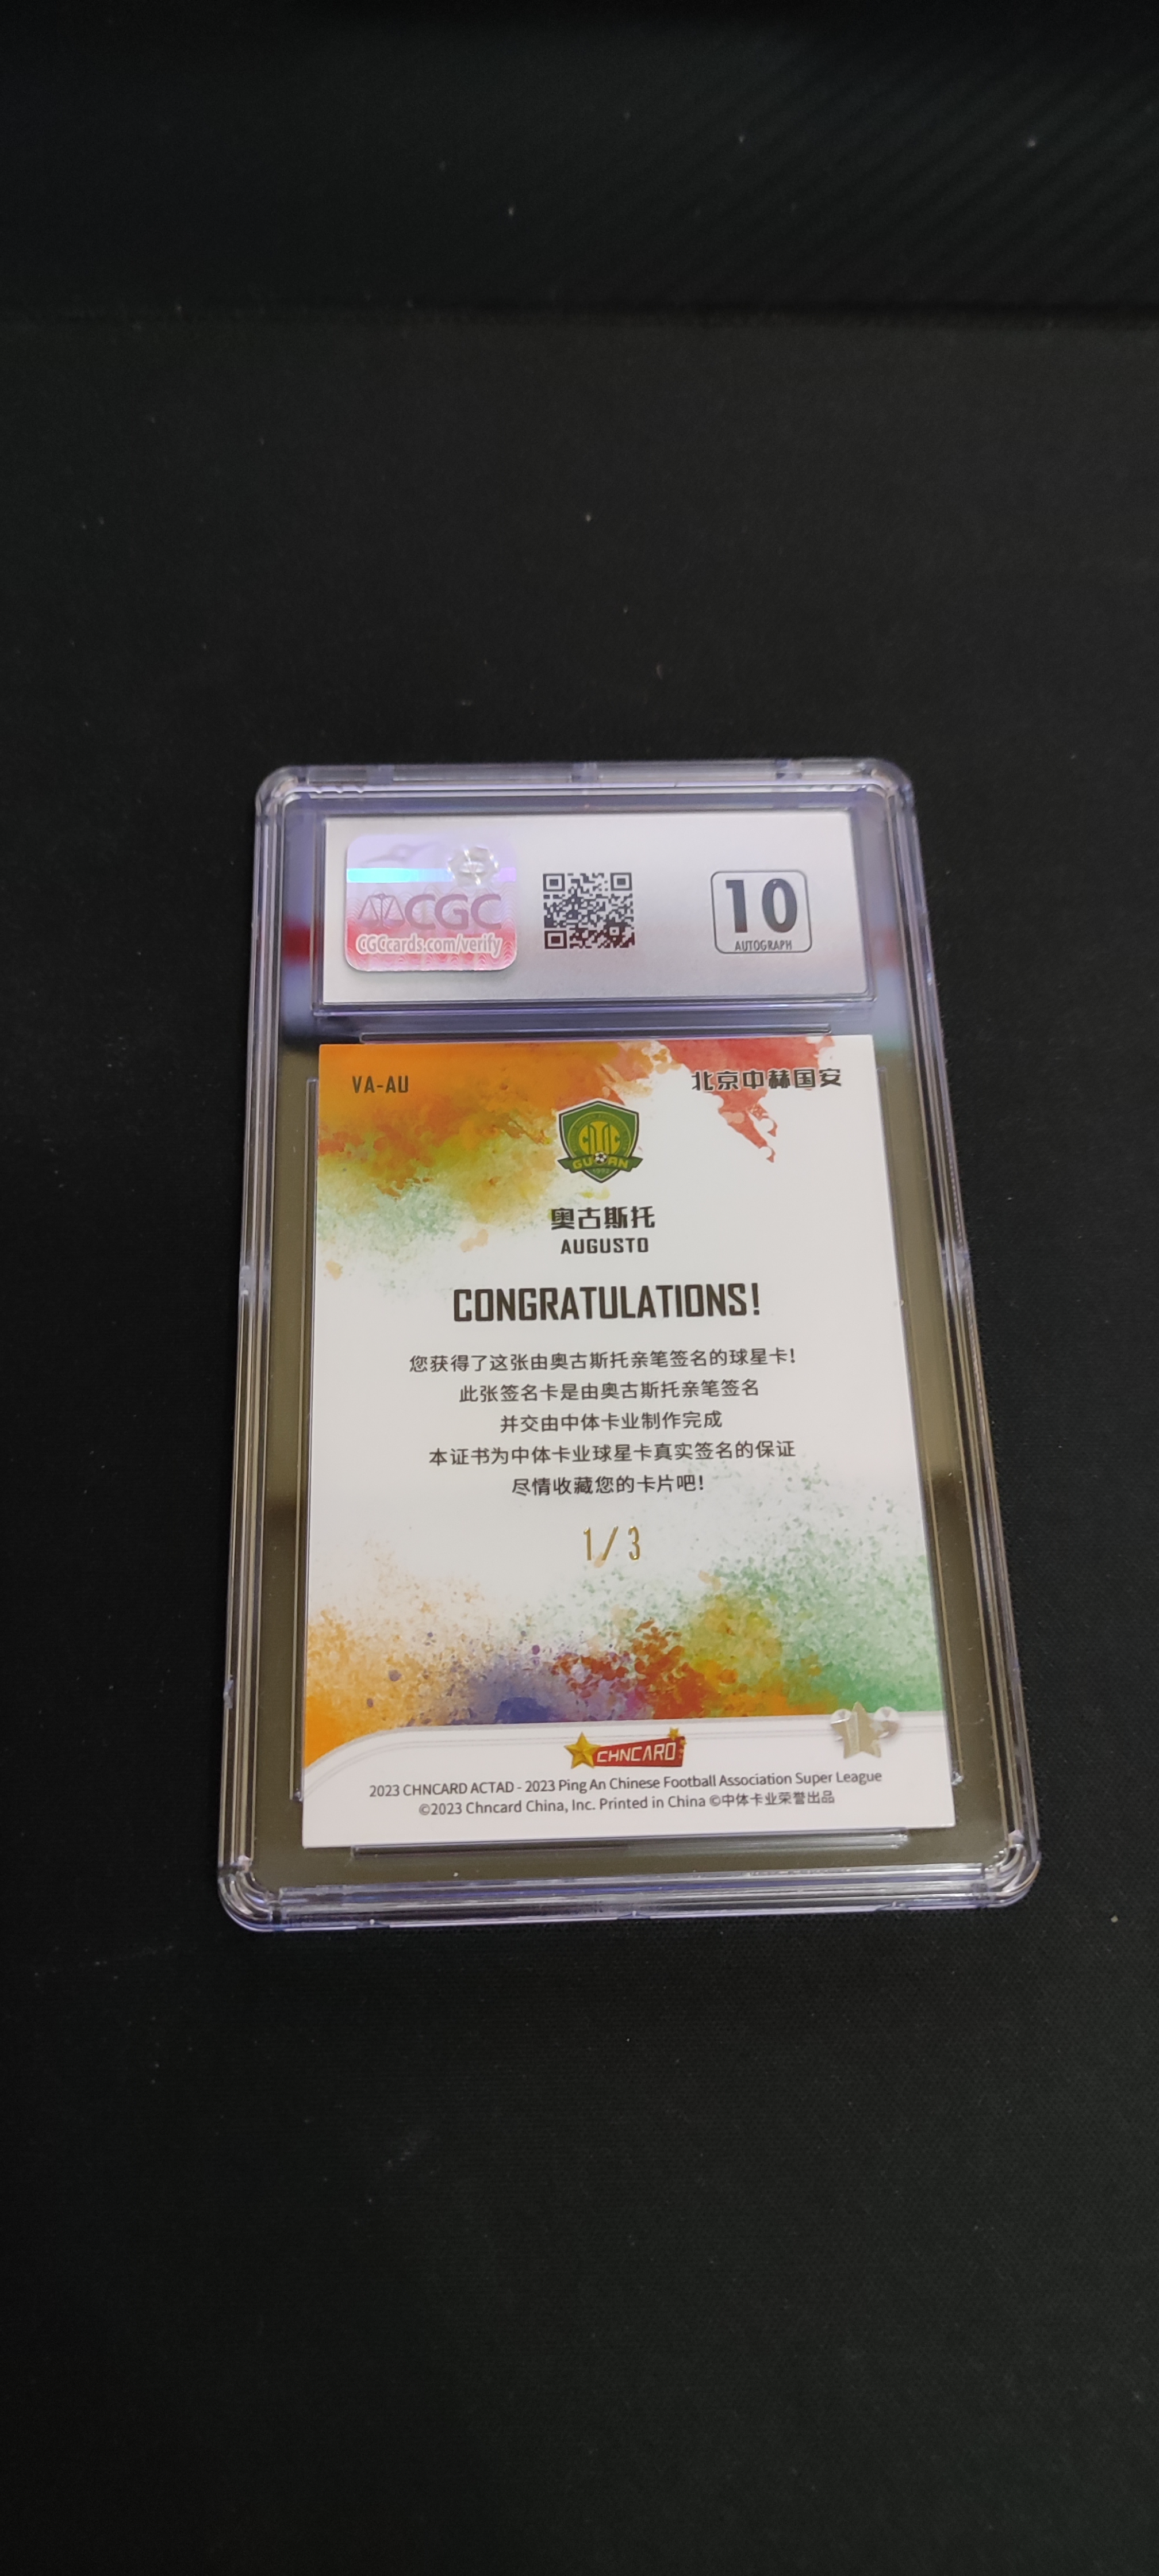 CGC
CGCcards.com/verify
10
AUTOGRAPH
VA-AU
北京中赫国安
CITIC
奥古斯托
AUGUSTO
CONGRATULATIONS!
您获得了这张由奥古斯托亲笔签名的球星卡!
此张签名卡是由奥古斯托亲笔签名
并交由中体卡业制作完成
本证书为中体卡业球星卡真实签名的保证
尽情收藏您的卡片吧!
1/3
CHNCARD
2023 CHNCARD ACTAD - 2023 Ping An Chinese Football Association Super League
©2023 Chncard China, Inc. Printed in China ©中体卡业荣誉出品